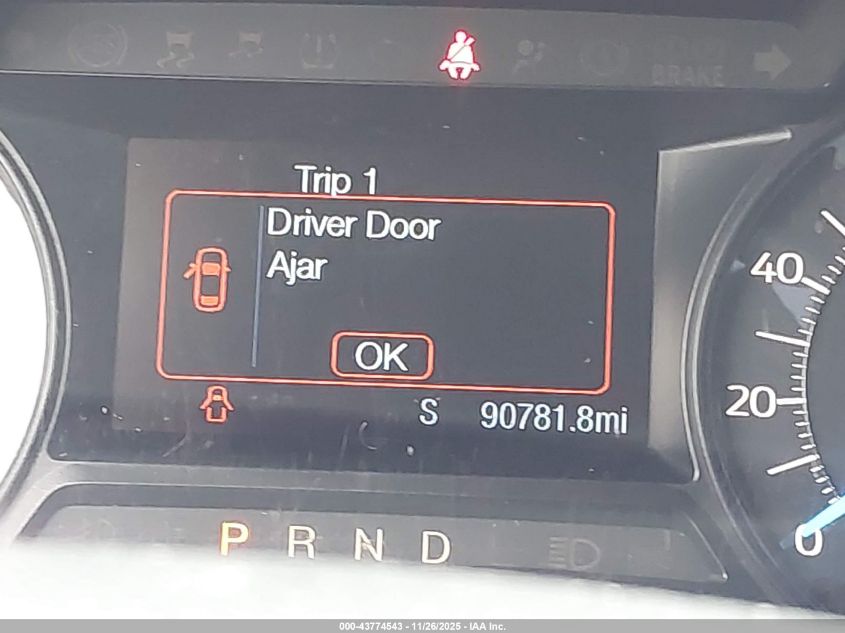 BRAKE
Trip 1
Driver Door
Ajar
OK
S 90781.8mi
40
20
0
P R N D
000-43774543 - 11/26/2025 - IAA Inc.